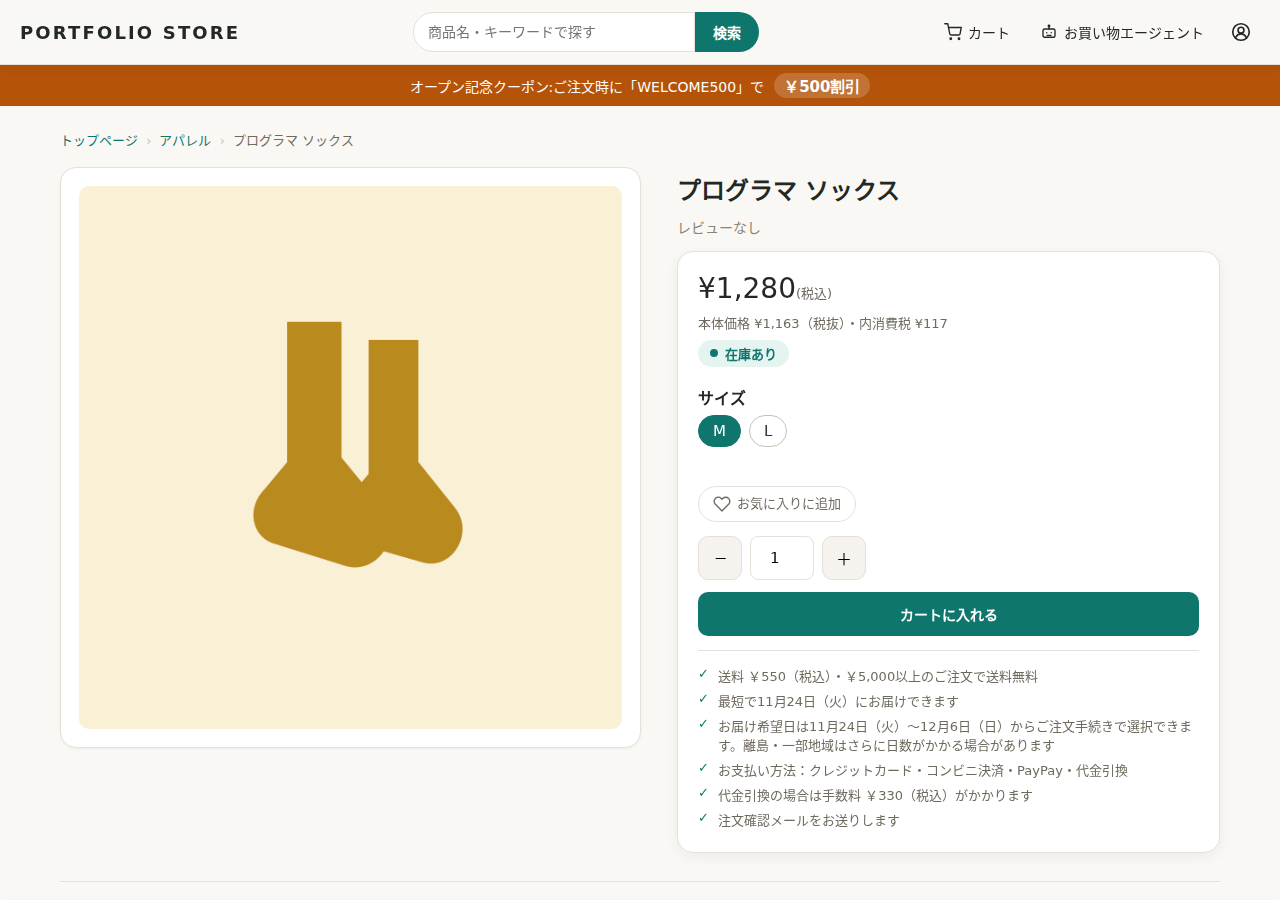 PORTFOLIO STORE
商品名・キーワードで探す
検索
カート
お買い物エージェント
オープン記念クーポン:ご注文時に「WELCOME500」で ¥500割引
トップページ › アパレル › プログラマ ソックス
プログラマ ソックス
レビューなし
¥1,280(税込)
本体価格 ¥1,163（税抜）・内消費税 ¥117
在庫あり
サイズ
M
L
お気に入りに追加
− 1 +
カートに入れる
✓ 送料 ¥550（税込）・¥5,000以上のご注文で送料無料
✓ 最短で11月24日（火）にお届けできます
✓ お届け希望日は11月24日（火）〜12月6日（日）からご注文手続きで選択できま
す。離島・一部地域はさらに日数がかかる場合があります
✓ お支払い方法：クレジットカード・コンビニ決済・PayPay・代金引換
✓ 代金引換の場合は手数料 ¥330（税込）がかかります
✓ 注文確認メールをお送りします